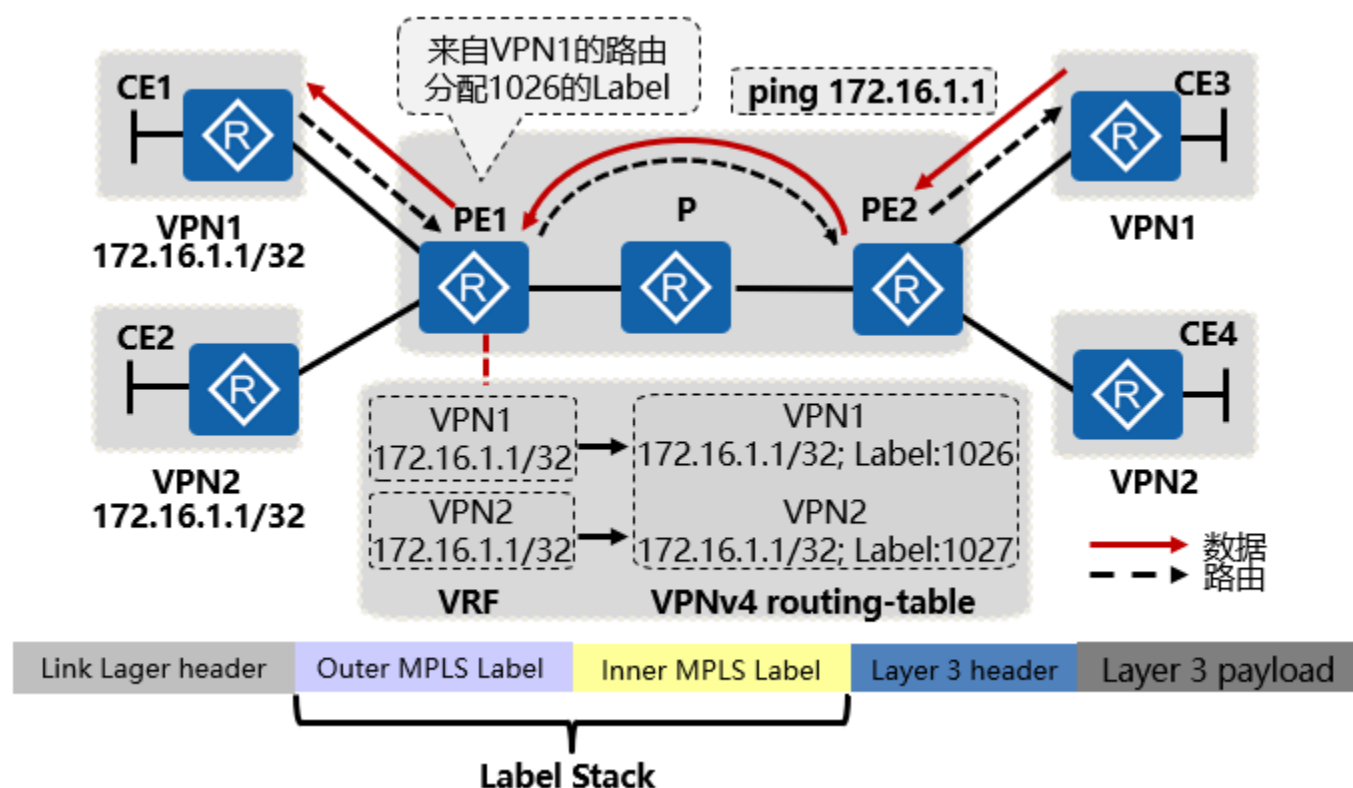 来自VPN1的路由
分配1026的Label
ping 172.16.1.1
CE1
R
VPN1
172.16.1.1/32
CE3
R
VPN1
PE1
R
P
R
PE2
R
CE2
R
VPN2
172.16.1.1/32
CE4
R
VPN2
VPN1
172.16.1.1/32
VPN1
172.16.1.1/32; Label:1026
VPN2
172.16.1.1/32
VPN2
172.16.1.1/32; Label:1027
VRF
VPNv4 routing-table
数据
路由
Link Lager header
Outer MPLS Label
Inner MPLS Label
Layer 3 header
Layer 3 payload
Label Stack